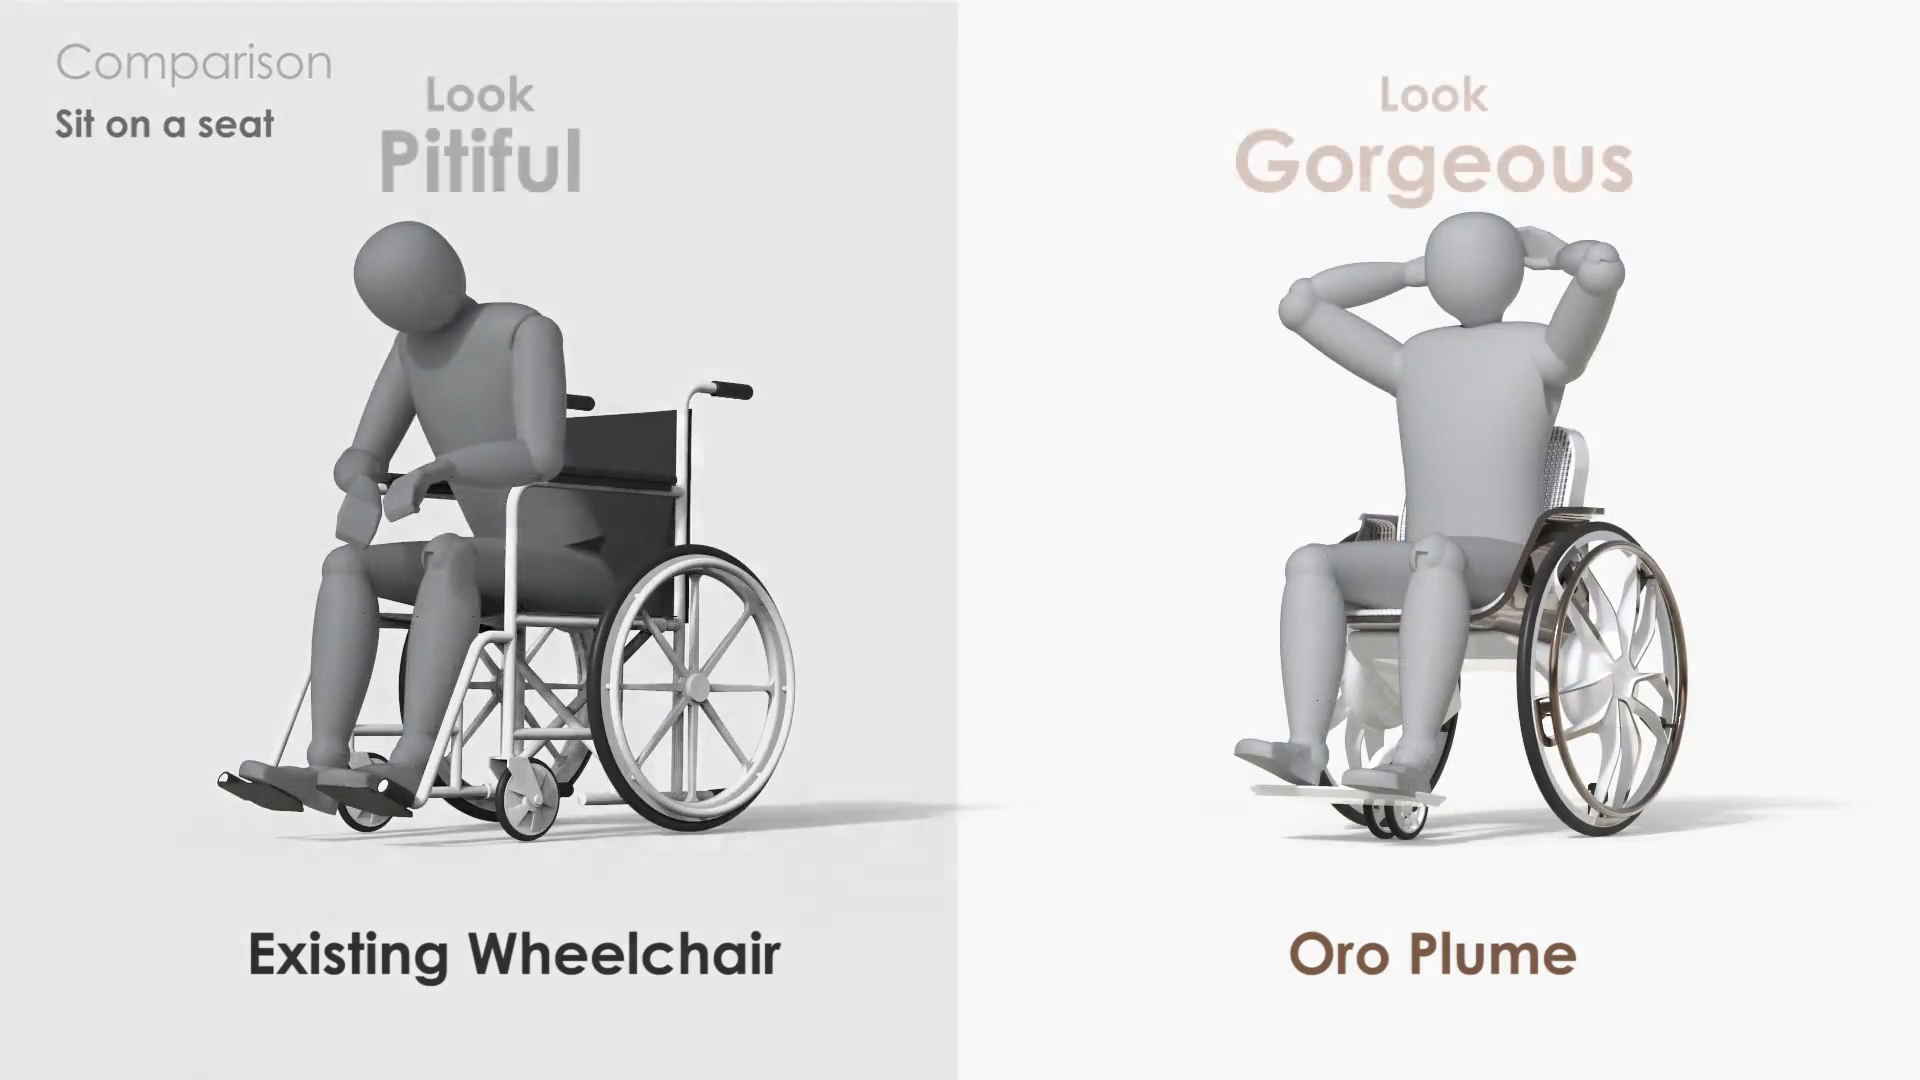 Comparison
Sit on a seat
Look
Pitiful
Look
Gorgeous
Existing Wheelchair
Oro Plume